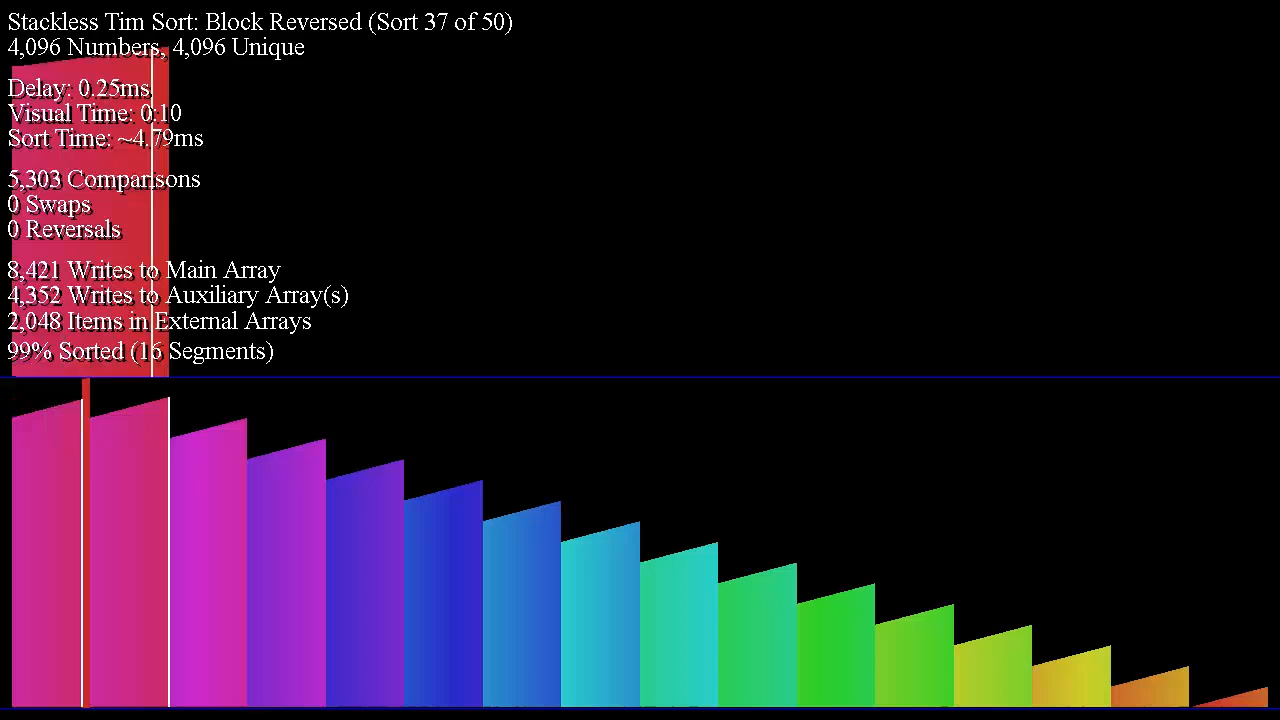 Stackless Tim Sort: Block Reversed (Sort 37 of 50)
4,096 Numbers, 4,096 Unique
Delay: 0.25ms
Visual Time: 0:10
Sort Time: ~4.79ms
5,303 Comparisons
0 Swaps
0 Reversals
8,421 Writes to Main Array
4,352 Writes to Auxiliary Array(s)
2,048 Items in External Arrays
99% Sorted (16 Segments)